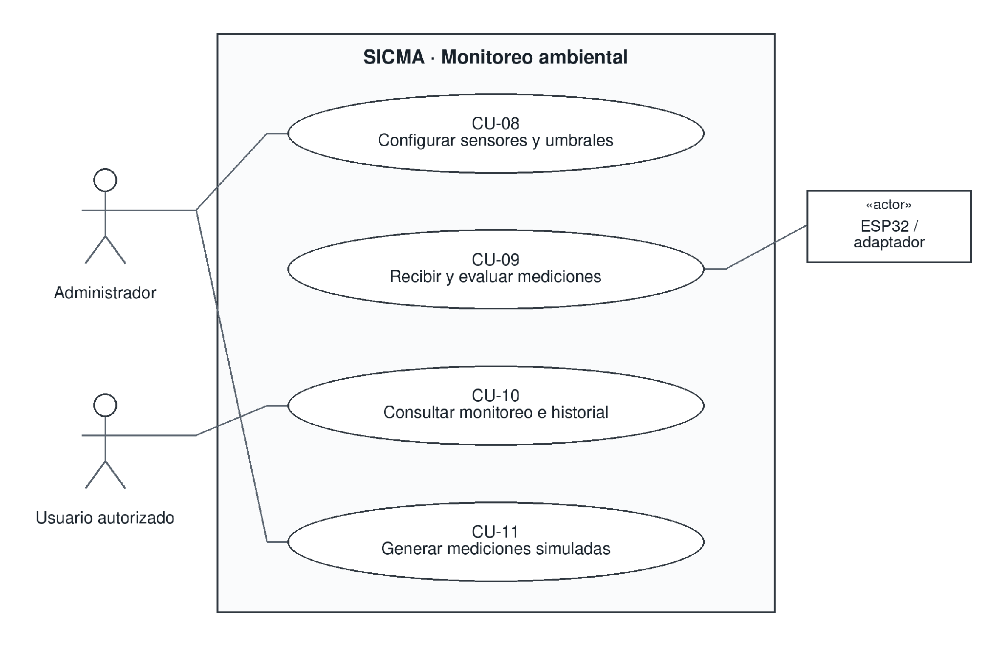 SICMA · Monitoreo ambiental
CU-08
Configurar sensores y umbrales
«actor»
ESP32 /
adaptador
CU-09
Recibir y evaluar mediciones
Administrador
CU-10
Consultar monitoreo e historial
Usuario autorizado
CU-11
Generar mediciones simuladas